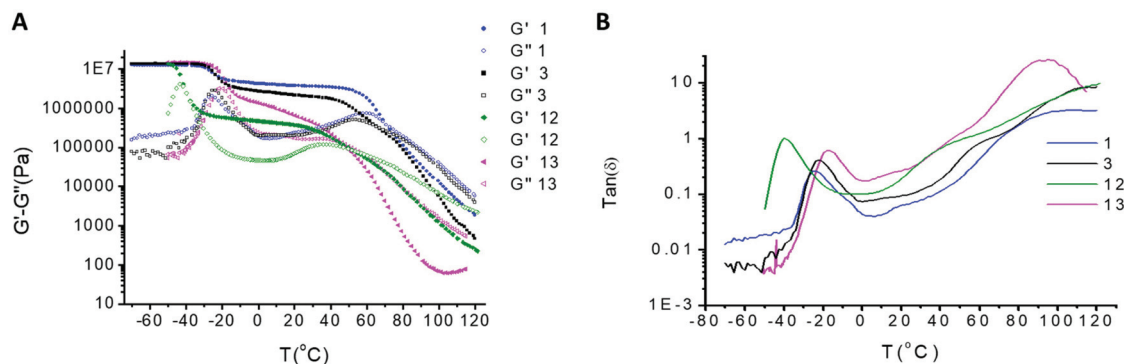 A
B
1E7
1000000
100000
10000
1000
100
10
G'-G"(Pa)
-60 -40 -20 0 20 40 60 80 100 120
T(°C)
G' 1
G" 1
G' 3
G" 3
G' 12
G" 12
G' 13
G" 13
10
1
0.1
0.01
1E-3
Tan(δ)
-80 -60 -40 -20 0 20 40 60 80 100 120
T(°C)
1
3
12
13